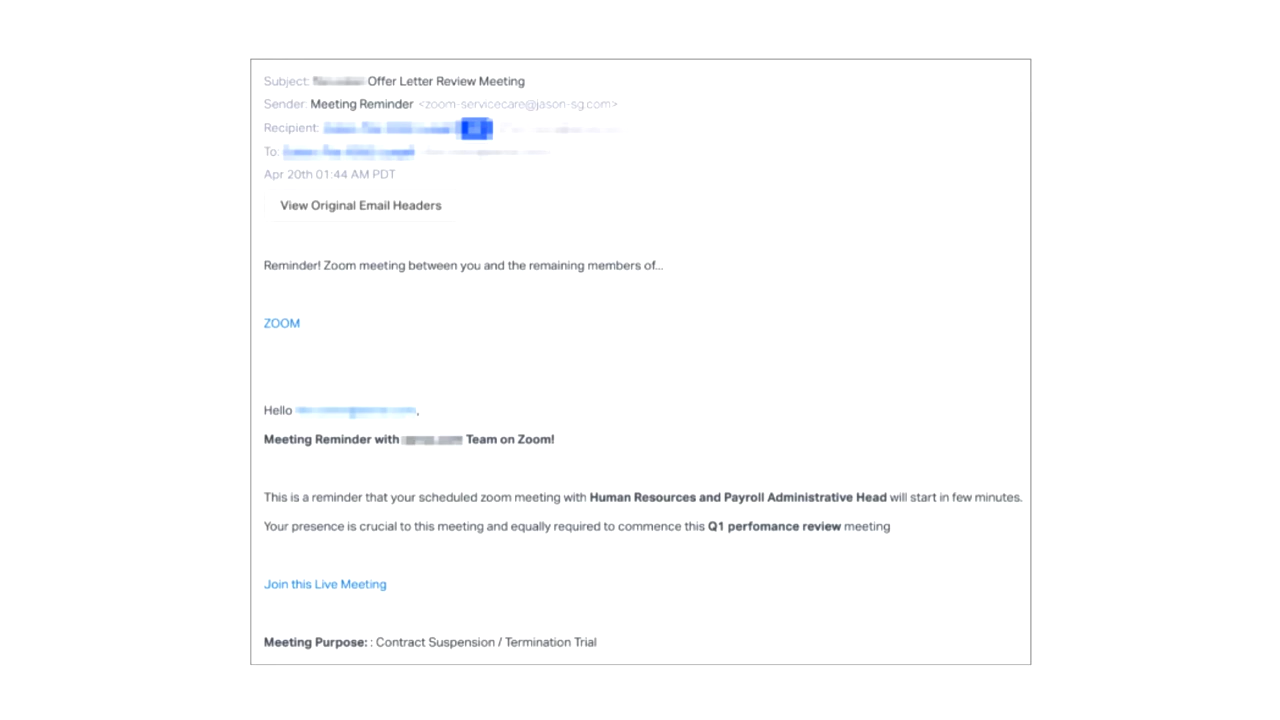 Subject: Offer Letter Review Meeting
Sender: Meeting Reminder <zoom-servicecare@jason-sg.com>
Recipient:
To:
Apr 20th 01:44 AM PDT
View Original Email Headers
Reminder! Zoom meeting between you and the remaining members of...
ZOOM
Hello ,
Meeting Reminder with Team on Zoom!
This is a reminder that your scheduled zoom meeting with Human Resources and Payroll Administrative Head will start in few minutes.
Your presence is crucial to this meeting and equally required to commence this Q1 perfomance review meeting
Join this Live Meeting
Meeting Purpose: : Contract Suspension / Termination Trial